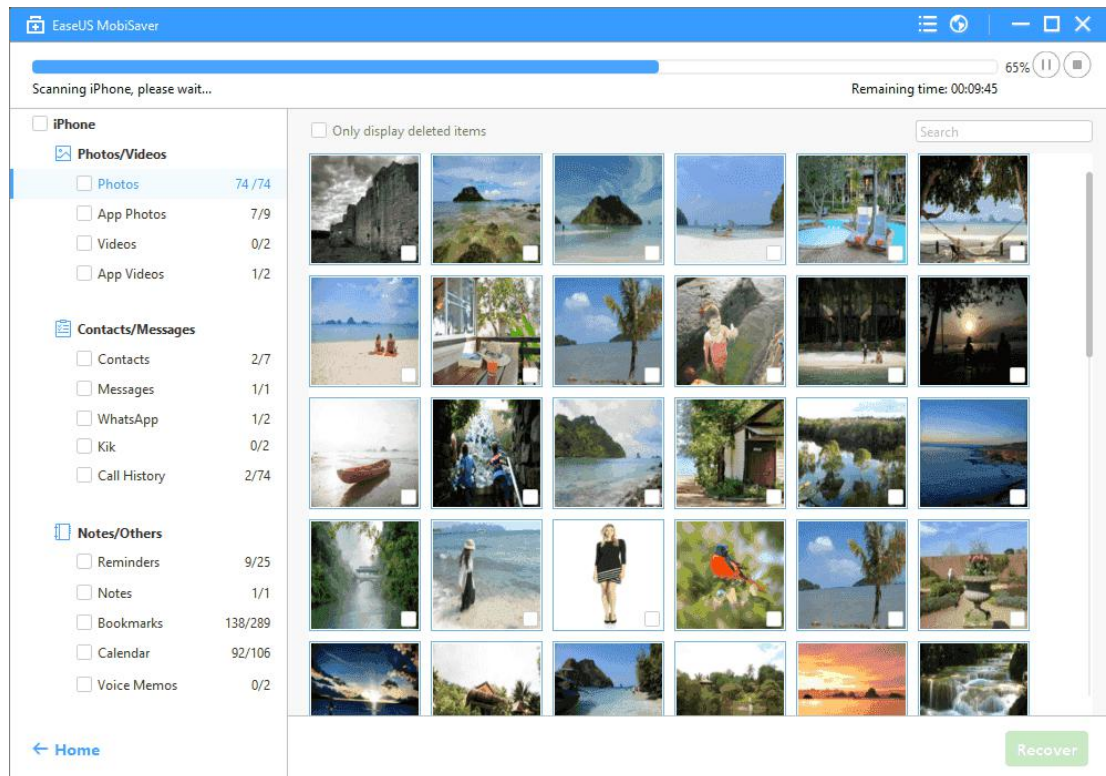 EaseUS MobiSaver
65%
Scanning iPhone, please wait...
Remaining time: 00:09:45
iPhone
Photos/Videos
Photos 74 /74
App Photos 7/9
Videos 0/2
App Videos 1/2
Contacts/Messages
Contacts 2/7
Messages 1/1
WhatsApp 1/2
Kik 0/2
Call History 2/74
Notes/Others
Reminders 9/25
Notes 1/1
Bookmarks 138/289
Calendar 92/106
Voice Memos 0/2
Home
Only display deleted items
Search
Recover